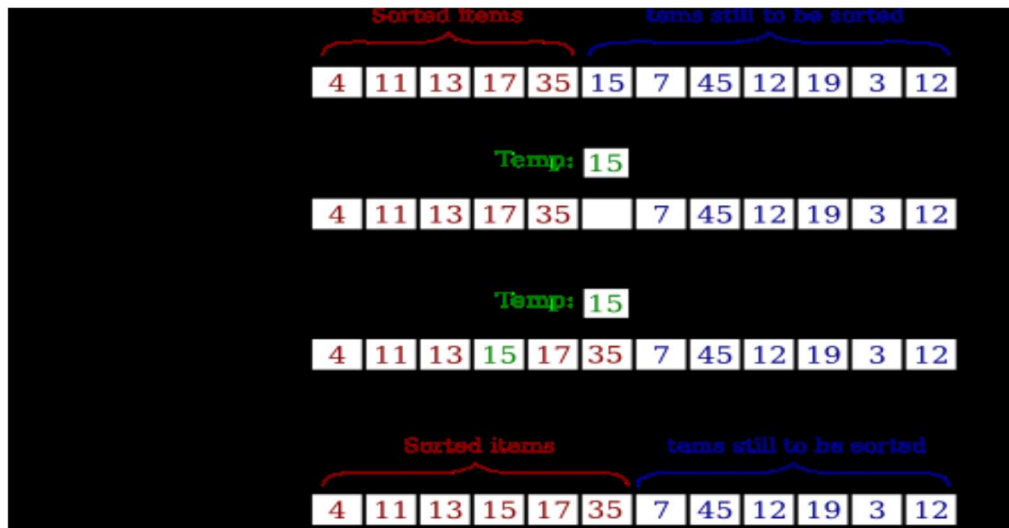 Sorted items tems still to be sorted
4 11 13 17 35 15 7 45 12 19 3 12
Temp: 15
4 11 13 17 35 7 45 12 19 3 12
Temp: 15
4 11 13 15 17 35 7 45 12 19 3 12
Sorted items tems still to be sorted
4 11 13 15 17 35 7 45 12 19 3 12